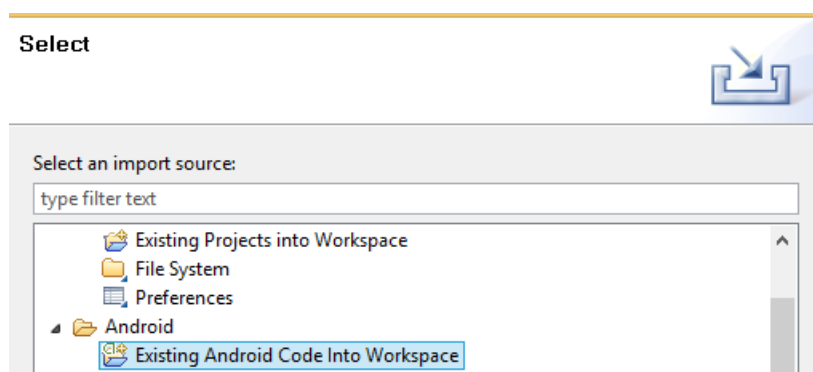 Select
Select an import source:
type filter text
Existing Projects into Workspace
File System
Preferences
Android
Existing Android Code Into Workspace